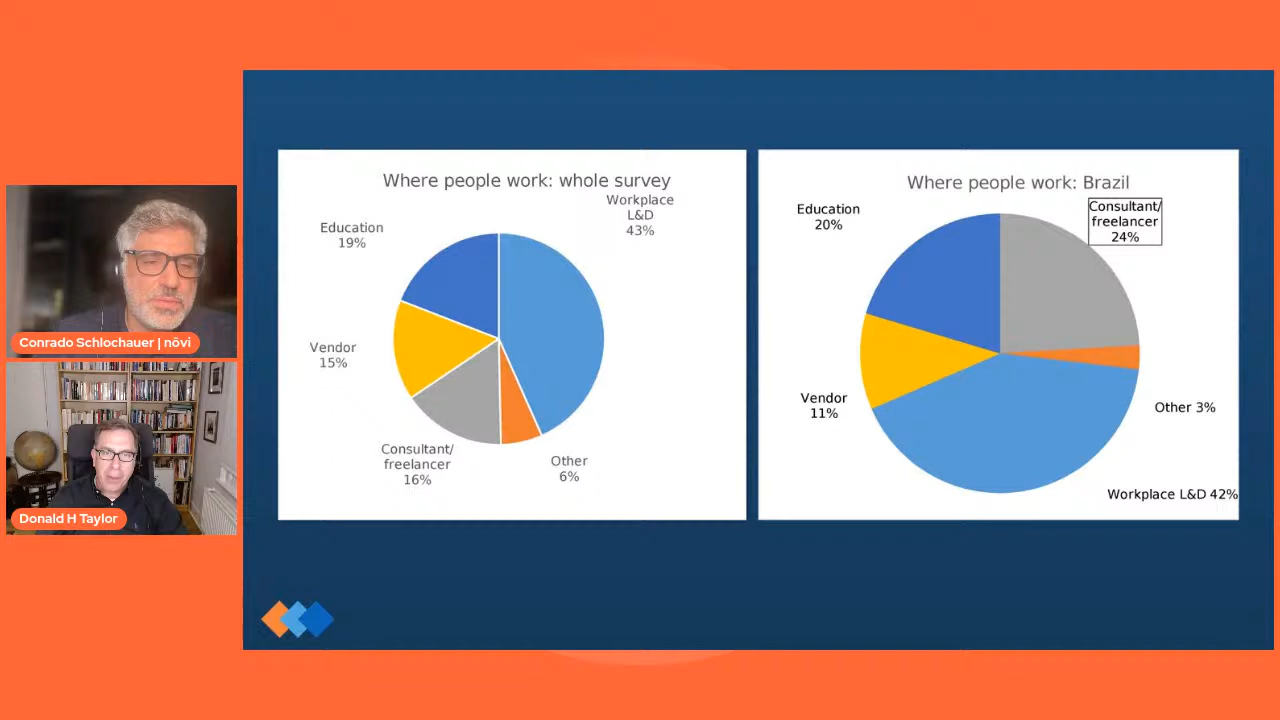 Conrado Schlochauer | nōvi
Donald H Taylor
Where people work: whole survey
Workplace
L&D
43%
Education
19%
Vendor
15%
Consultant/
freelancer
16%
Other
6%
Where people work: Brazil
Education
20%
Consultant/
freelancer
24%
Vendor
11%
Other 3%
Workplace L&D 42%